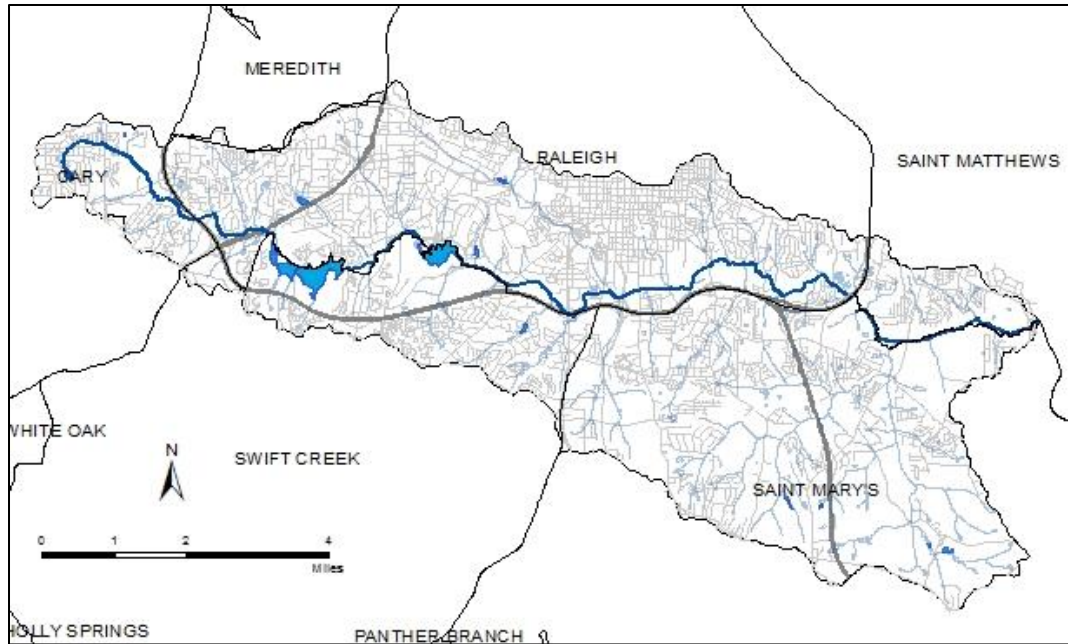 MEREDITH
RALEIGH
SAINT MATTHEWS
CARY
WHITE OAK
SWIFT CREEK
N
SAINT MARY'S
0 1 2 4
Miles
HOLLY SPRINGS
PANTHER BRANCH